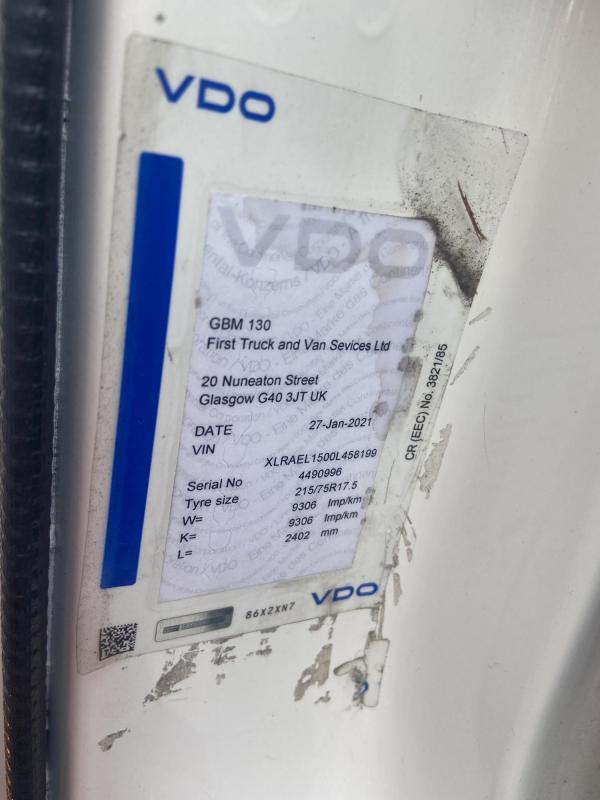 VDO
VDO
GBM 130
First Truck and Van Sevices Ltd
20 Nuneaton Street
Glasgow G40 3JT UK
DATE 27-Jan-2021
VIN XLRAEL1500L458199
Serial No 4490996
Tyre size 215/75R17.5
W= 9306 Imp/km
K= 9306 Imp/km
L= 2402 mm
CR (EEC) No. 3821/85
86X2XN7
VDO